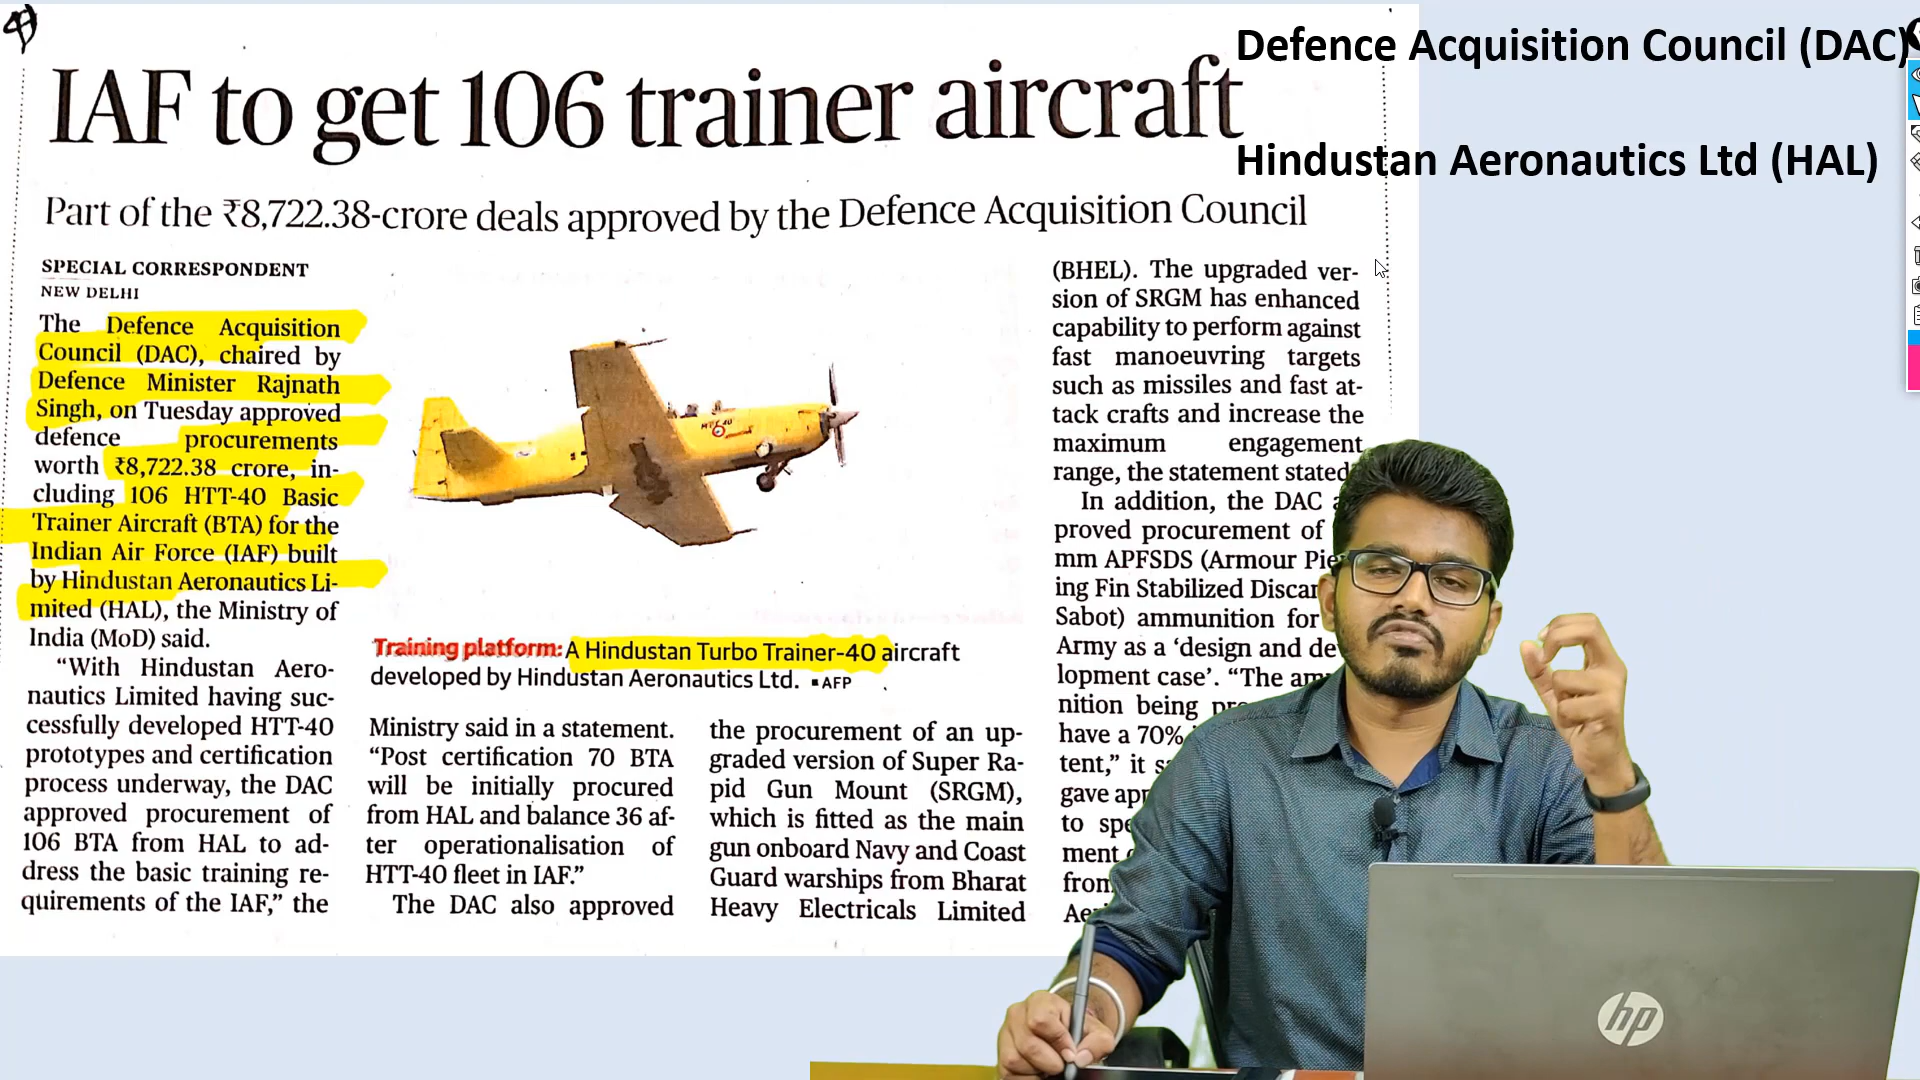 Defence Acquisition Council (DAC)
Hindustan Aeronautics Ltd (HAL)
IAF to get 106 trainer aircraft
Part of the ₹8,722.38-crore deals approved by the Defence Acquisition Council
SPECIAL CORRESPONDENT
NEW DELHI
The Defence Acquisition
Council (DAC), chaired by
Defence Minister Rajnath
Singh, on Tuesday approved
defence procurements
worth ₹8,722.38 crore, in-
cluding 106 HTT-40 Basic
Trainer Aircraft (BTA) for the
Indian Air Force (IAF) built
by Hindustan Aeronautics Li-
mited (HAL), the Ministry of
India (MoD) said.
“With Hindustan Aero-
nautics Limited having suc-
cessfully developed HTT-40
prototypes and certification
process underway, the DAC
approved procurement of
106 BTA from HAL to ad-
dress the basic training re-
quirements of the IAF,” the
Training platform: A Hindustan Turbo Trainer-40 aircraft
developed by Hindustan Aeronautics Ltd. ▪AFP
Ministry said in a statement.
“Post certification 70 BTA
will be initially procured
from HAL and balance 36 af-
ter operationalisation of
HTT-40 fleet in IAF.”
The DAC also approved
the procurement of an up-
graded version of Super Ra-
pid Gun Mount (SRGM),
which is fitted as the main
gun onboard Navy and Coast
Guard warships from Bharat
Heavy Electricals Limited
(BHEL). The upgraded ver-
sion of SRGM has enhanced
capability to perform against
fast manoeuvring targets
such as missiles and fast at-
tack crafts and increase the
maximum engagement
range, the statement stated
In addition, the DAC
proved procurement of
mm APFSDS (Armour
ing Fin Stabilized
Sabot) ammunition for
Army as a ‘design and de
lopment case’. “The
nition being
have a 70%
tent,” it
gave
to
ment
from
hp